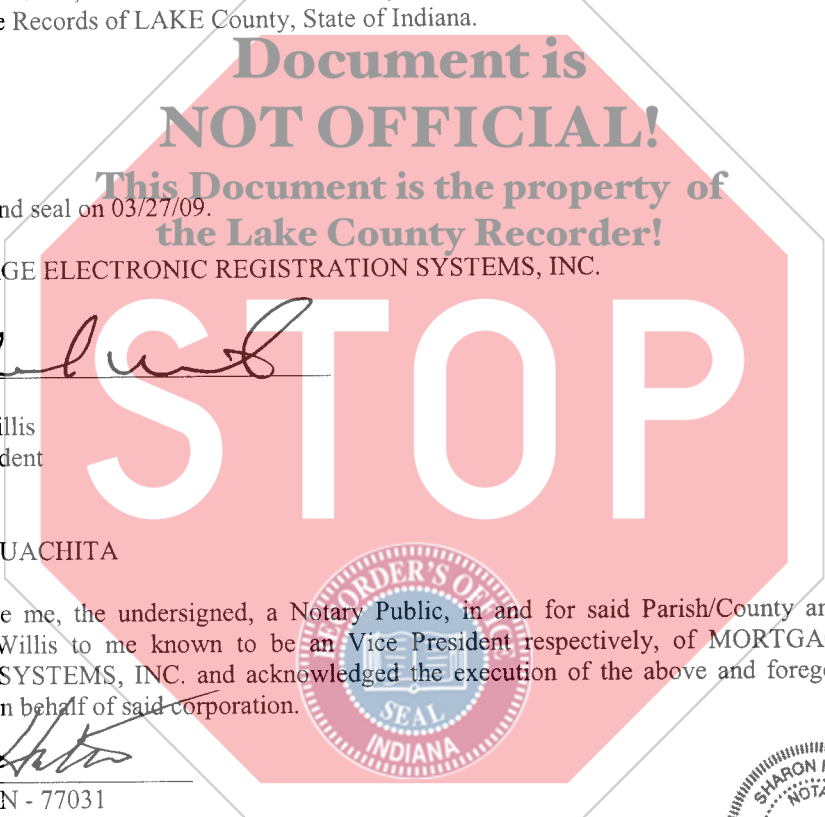 e Records of LAKE County, State of Indiana.
Document is
NOT OFFICIAL!
This Document is the property of
nd seal on 03/27/09.
the Lake County Recorder!
GE ELECTRONIC REGISTRATION SYSTEMS, INC.
STOP
illis
dent
UACHITA
RECORDER'S OFFICE
e me, the undersigned, a Notary Public, in and for said Parish/County an
Willis to me known to be an Vice President respectively, of MORTGA
SYSTEMS, INC. and acknowledged the execution of the above and forego
n behalf of said corporation.
SEAL
INDIANA
SHARON
NOTA
N - 77031